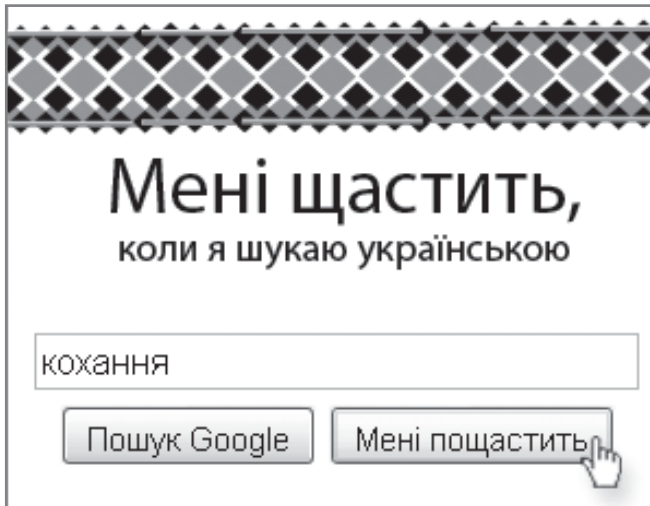 Мені щастить,
коли я шукаю українською
кохання
Пошук Google
Мені пощастить